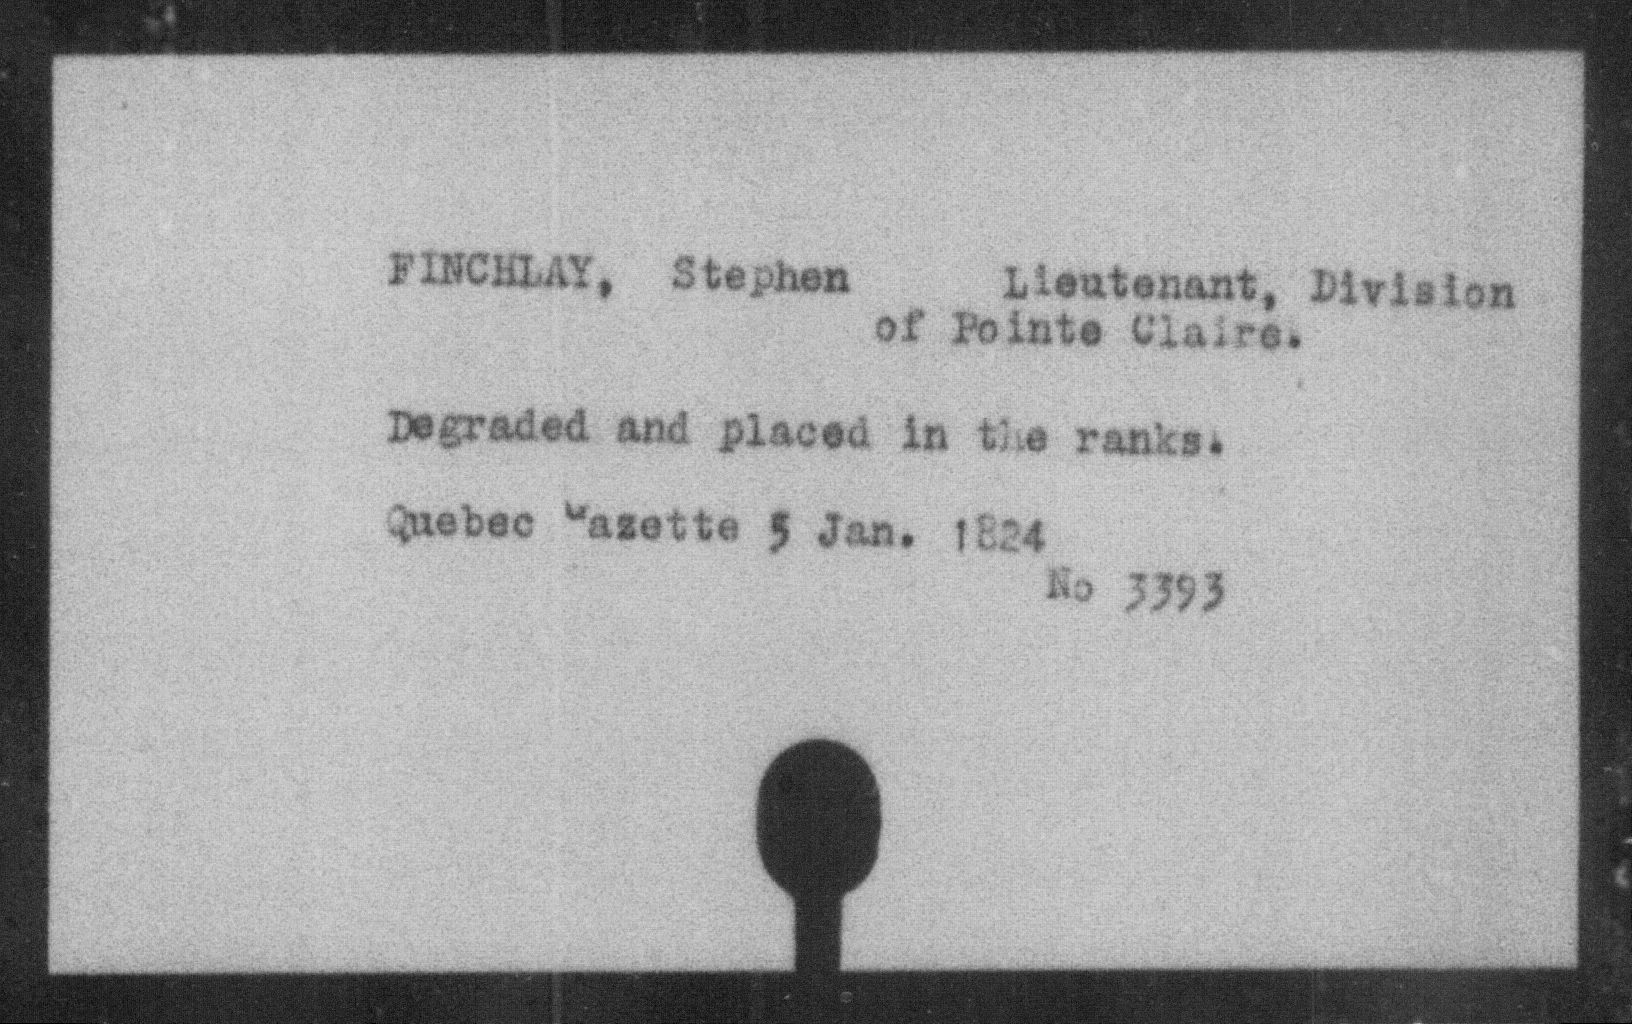 FINCHLAY, Stephen Lieutenant, Division
of Pointe Claire.
Degraded and placed in the ranks.
Quebec Gazette 5 Jan. 1824
No 3393